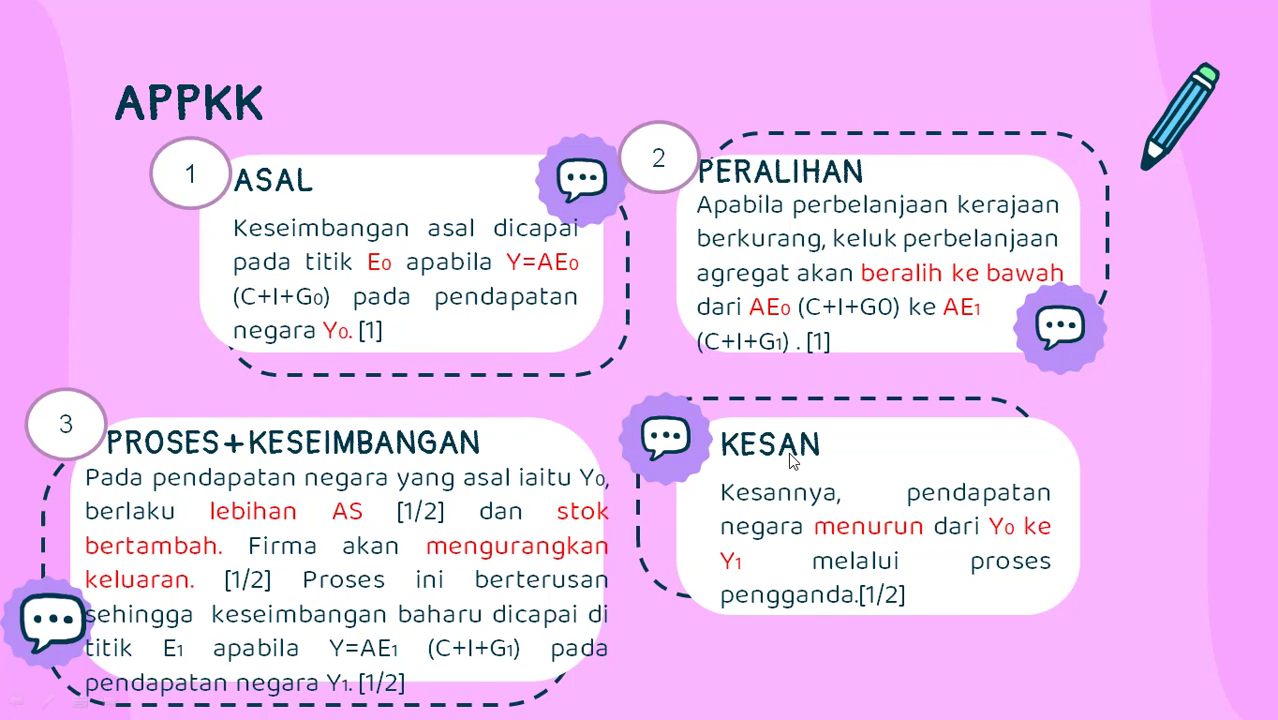 APPKK
1
ASAL
Keseimbangan asal dicapai
pada titik E₀ apabila Y=AE₀
(C+I+G₀) pada pendapatan
negara Y₀. [1]
2
PERALIHAN
Apabila perbelanjaan kerajaan
berkurang, keluk perbelanjaan
agregat akan beralih ke bawah
dari AE₀ (C+I+G0) ke AE₁
(C+I+G₁) . [1]
3
PROSES+KESEIMBANGAN
Pada pendapatan negara yang asal iaitu Y₀,
berlaku lebihan AS [1/2] dan stok
bertambah. Firma akan mengurangkan
keluaran. [1/2] Proses ini berterusan
sehingga keseimbangan baharu dicapai di
titik E₁ apabila Y=AE₁ (C+I+G₁) pada
pendapatan negara Y₁. [1/2]
KESAN
Kesannya, pendapatan
negara menurun dari Y₀ ke
Y₁ melalui proses
pengganda.[1/2]